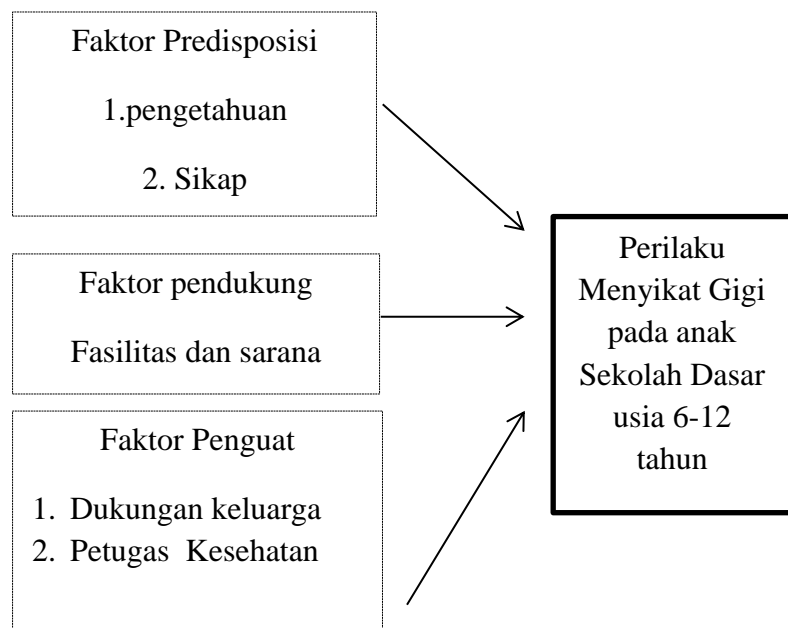 Faktor Predisposisi
1.pengetahuan
2. Sikap
Faktor pendukung
Fasilitas dan sarana
Faktor Penguat
1. Dukungan keluarga
2. Petugas Kesehatan
Perilaku
Menyikat Gigi
pada anak
Sekolah Dasar
usia 6-12
tahun